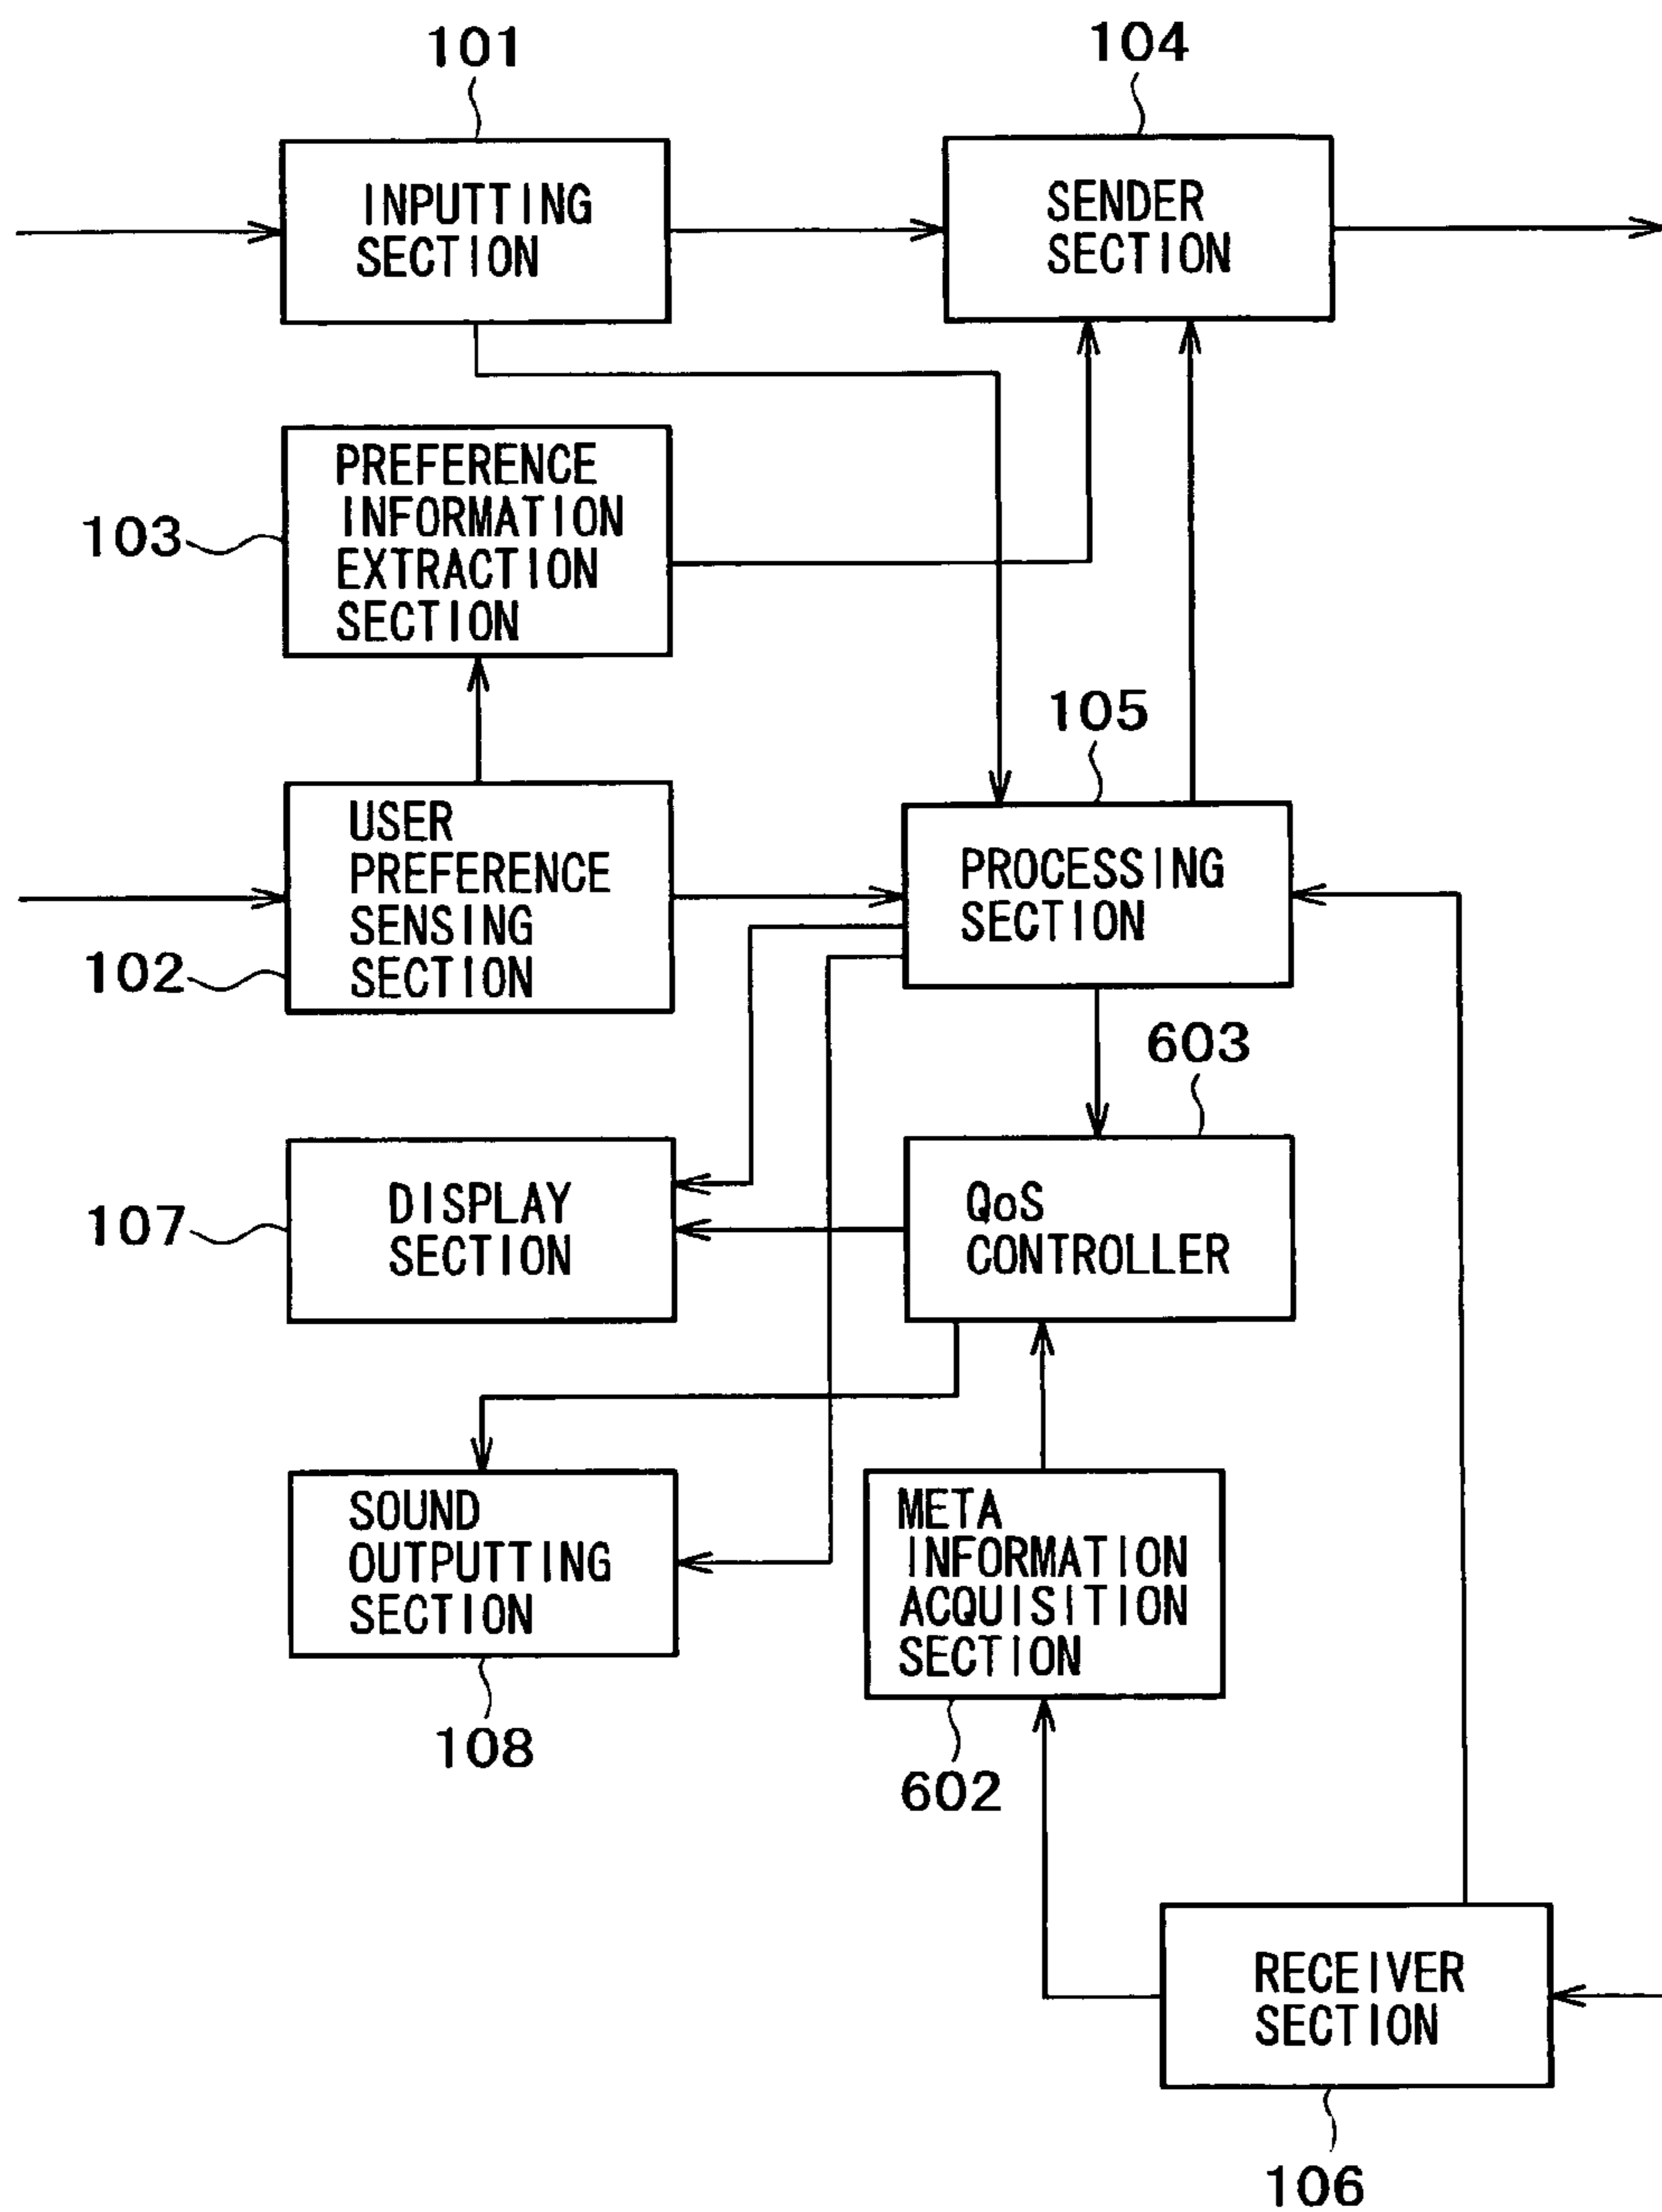 101
104
INPUTTING
SECTION
SENDER
SECTION
PREFERENCE
INFORMATION
EXTRACTION
SECTION
103
105
USER
PREFERENCE
SENSING
SECTION
102
PROCESSING
SECTION
603
DISPLAY
SECTION
107
QoS
CONTROLLER
SOUND
OUTPUTTING
SECTION
108
META
INFORMATION
ACQUISITION
SECTION
602
RECEIVER
SECTION
106